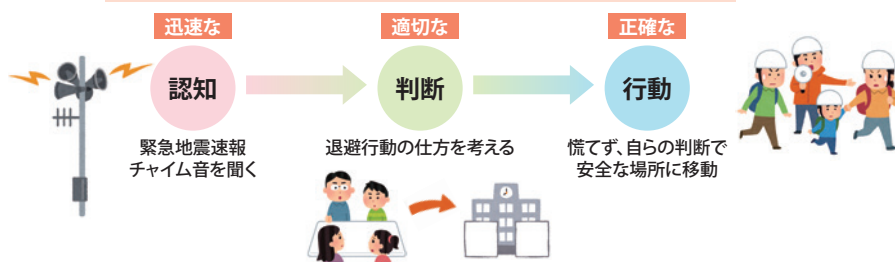 迅速な
認知
緊急地震速報
チャイム音を聞く
適切な
判断
退避行動の仕方を考える
正確な
行動
慌てず、自らの判断で
安全な場所に移動